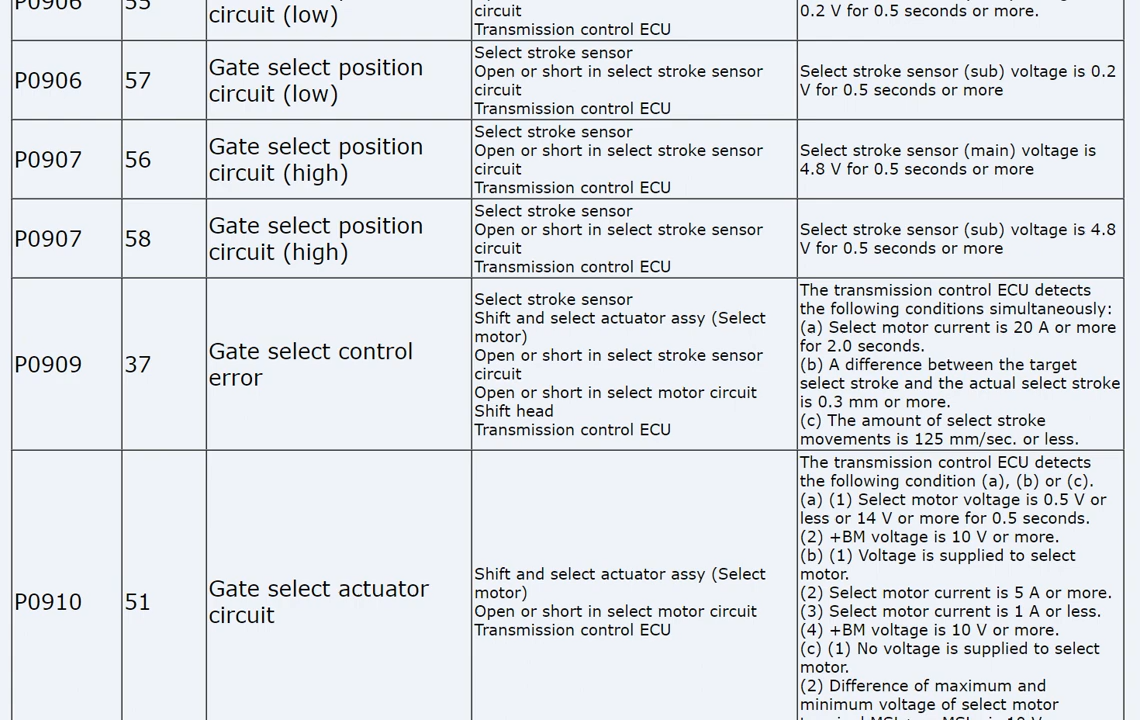 P0906
55
circuit (low)
circuit
Transmission control ECU
0.2 V for 0.5 seconds or more.
P0906
57
Gate select position
circuit (low)
Select stroke sensor
Open or short in select stroke sensor
circuit
Transmission control ECU
Select stroke sensor (sub) voltage is 0.2
V for 0.5 seconds or more
P0907
56
Gate select position
circuit (high)
Select stroke sensor
Open or short in select stroke sensor
circuit
Transmission control ECU
Select stroke sensor (main) voltage is
4.8 V for 0.5 seconds or more
P0907
58
Gate select position
circuit (high)
Select stroke sensor
Open or short in select stroke sensor
circuit
Transmission control ECU
Select stroke sensor (sub) voltage is 4.8
V for 0.5 seconds or more
P0909
37
Gate select control
error
Select stroke sensor
Shift and select actuator assy (Select
motor)
Open or short in select stroke sensor
circuit
Open or short in select motor circuit
Shift head
Transmission control ECU
The transmission control ECU detects
the following conditions simultaneously:
(a) Select motor current is 20 A or more
for 2.0 seconds.
(b) A difference between the target
select stroke and the actual select stroke
is 0.3 mm or more.
(c) The amount of select stroke
movements is 125 mm/sec. or less.
P0910
51
Gate select actuator
circuit
Shift and select actuator assy (Select
motor)
Open or short in select motor circuit
Transmission control ECU
The transmission control ECU detects
the following condition (a), (b) or (c).
(a) (1) Select motor voltage is 0.5 V or
less or 14 V or more for 0.5 seconds.
(2) +BM voltage is 10 V or more.
(b) (1) Voltage is supplied to select
motor.
(2) Select motor current is 5 A or more.
(3) Select motor current is 1 A or less.
(4) +BM voltage is 10 V or more.
(c) (1) No voltage is supplied to select
motor.
(2) Difference of maximum and
minimum voltage of select motor